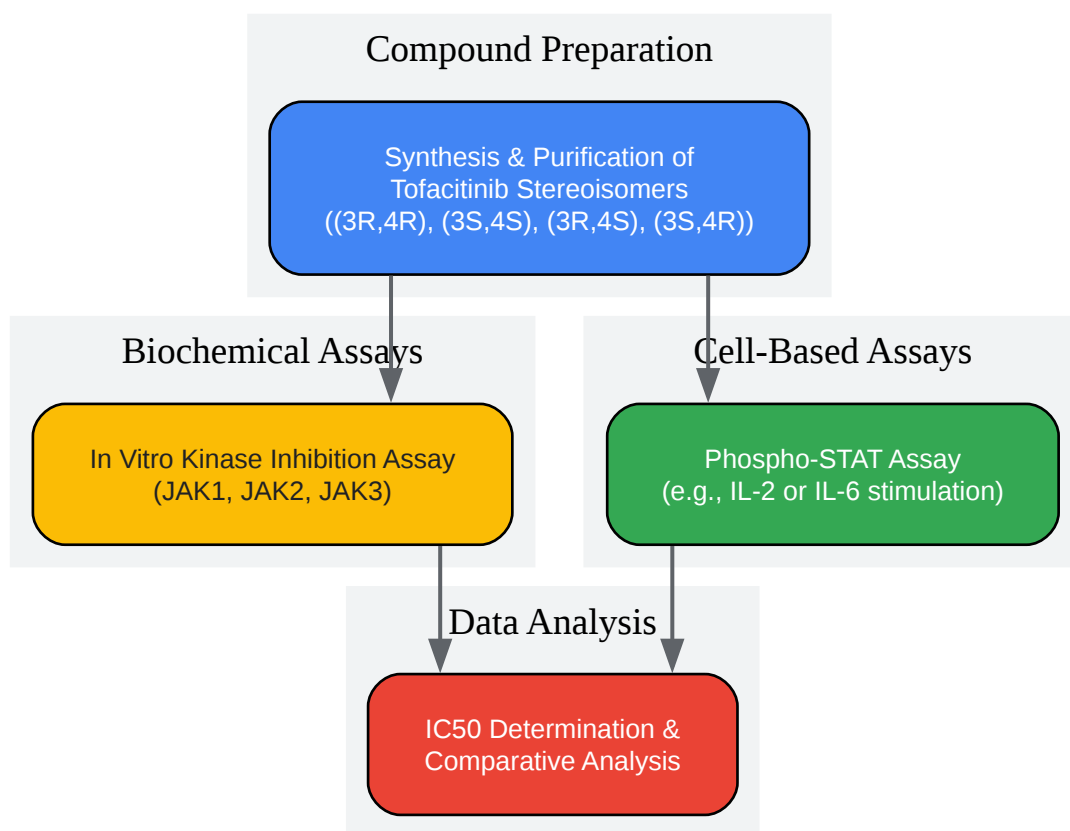 Compound Preparation
Synthesis & Purification of
Tofacitinib Stereoisomers
((3R,4R), (3S,4S), (3R,4S), (3S,4R))
Biochemical Assays
In Vitro Kinase Inhibition Assay
(JAK1, JAK2, JAK3)
Cell-Based Assays
Phospho-STAT Assay
(e.g., IL-2 or IL-6 stimulation)
Data Analysis
IC50 Determination &
Comparative Analysis